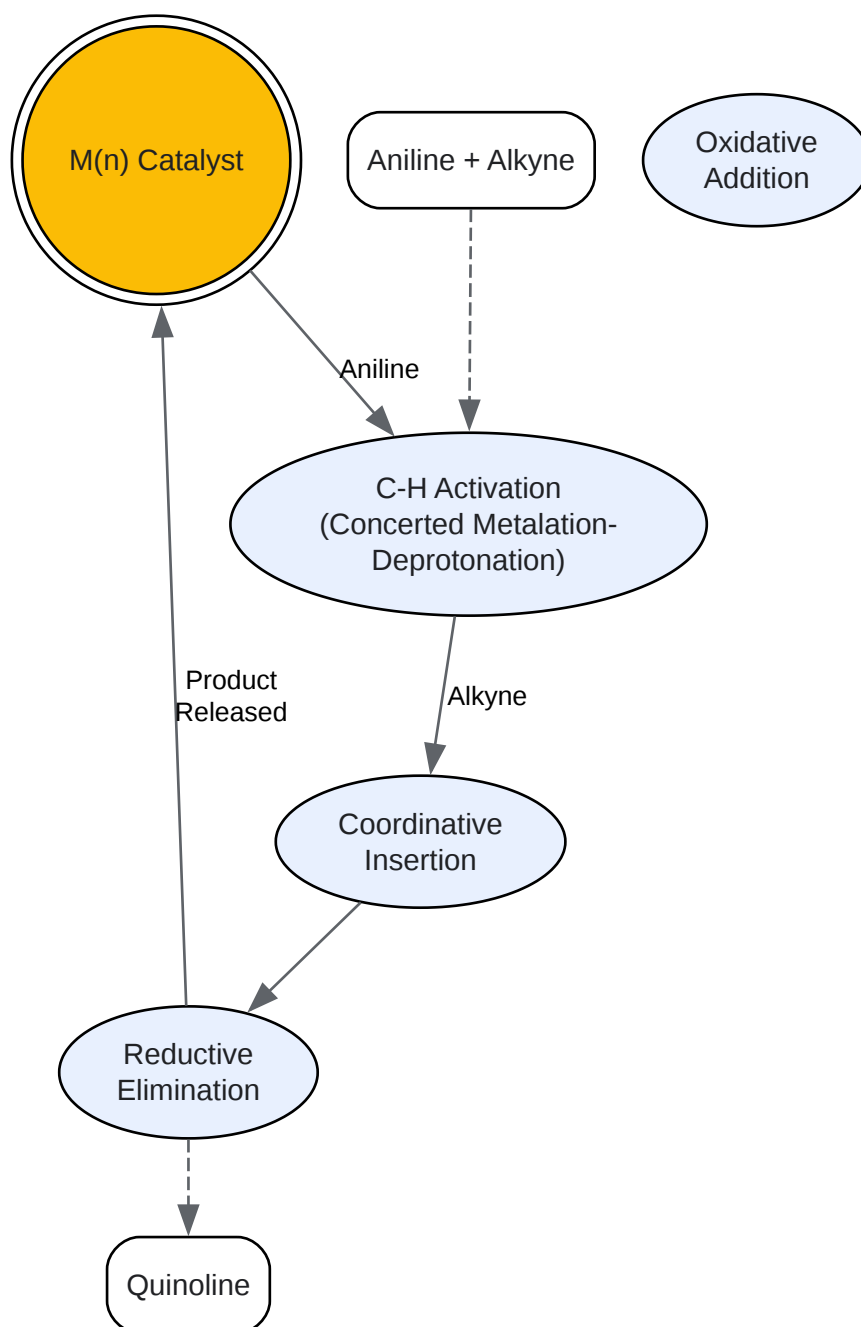 M(n) Catalyst
Aniline + Alkyne
Oxidative
Addition
Aniline
C-H Activation
(Concerted Metalation-
Deprotonation)
Product
Released
Alkyne
Coordinative
Insertion
Reductive
Elimination
Quinoline